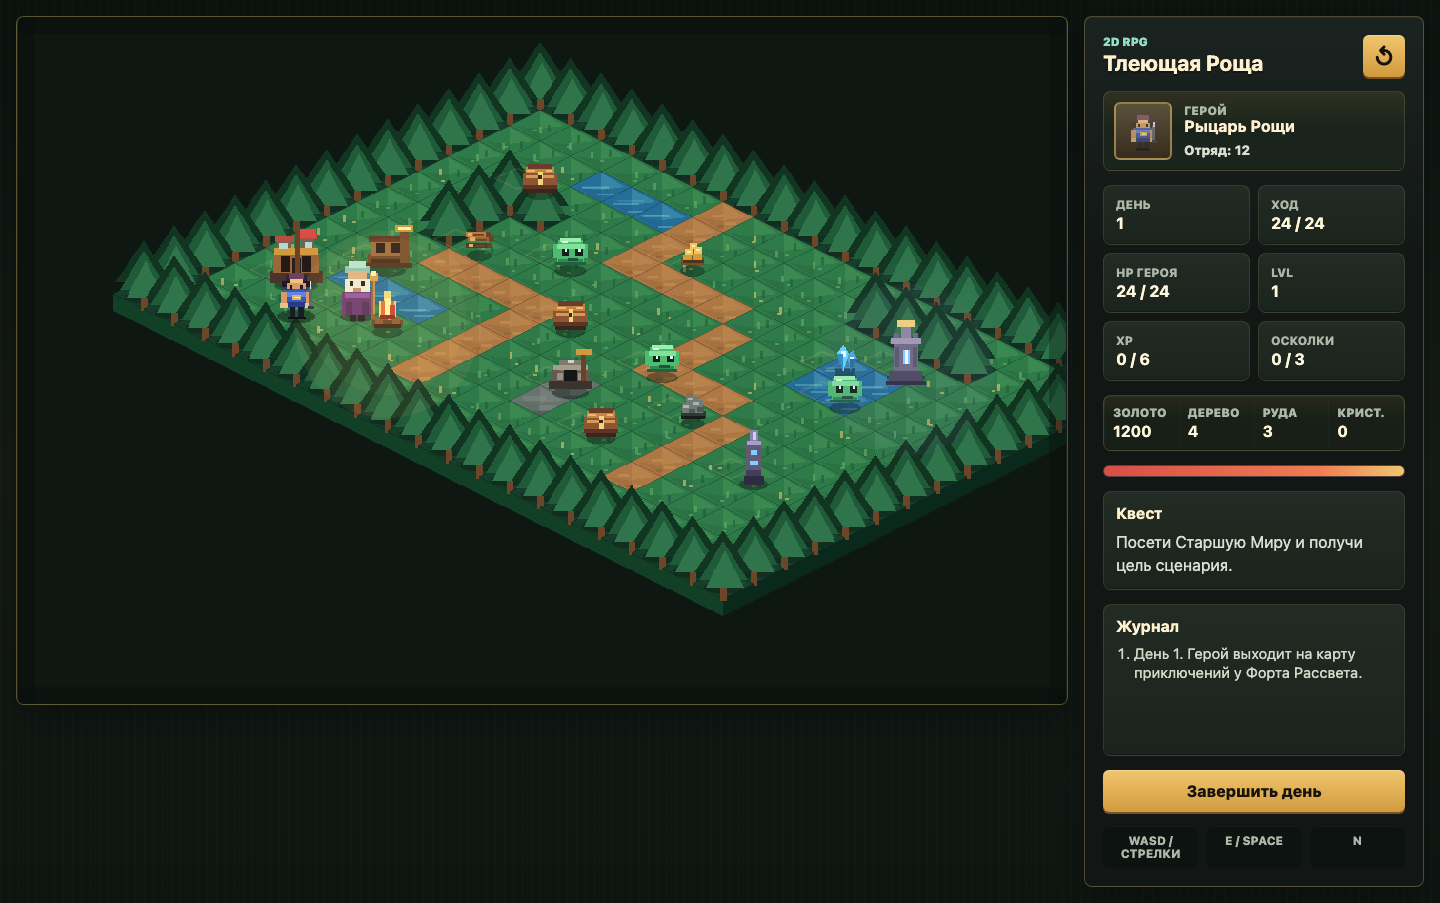 2D RPG
Тлеющая Роща
ГЕРОЙ
Рыцарь Рощи
Отряд: 12
ДЕНЬ
1
ХОД
24 / 24
HP ГЕРОЯ
24 / 24
LVL
1
XP
0 / 6
ОСКОЛКИ
0 / 3
ЗОЛОТО
1200
ДЕРЕВО
4
РУДА
3
КРИСТ.
0
Квест
Посети Старшую Миру и получи
цель сценария.
Журнал
1. День 1. Герой выходит на карту
приключений у Форта Рассвета.
Завершить день
WASD /
СТРЕЛКИ
E / SPACE
N